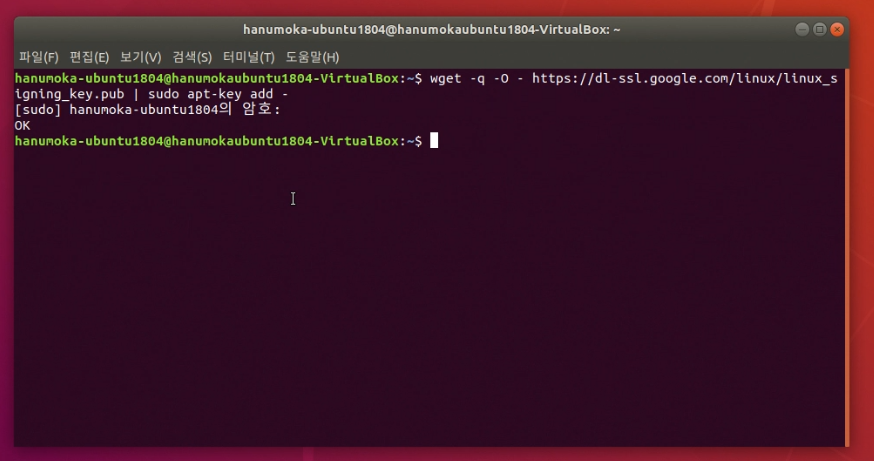 hanumoka-ubuntu1804@hanumokaubuntu1804-VirtualBox: ~
파일(F) 편집(E) 보기(V) 검색(S) 터미널(T) 도움말(H)
hanumoka-ubuntu1804@hanumokaubuntu1804-VirtualBox:~$ wget -q -O - https://dl-ssl.google.com/linux/linux_s
igning_key.pub | sudo apt-key add -
[sudo] hanumoka-ubuntu1804의 암호:
OK
hanumoka-ubuntu1804@hanumokaubuntu1804-VirtualBox:~$